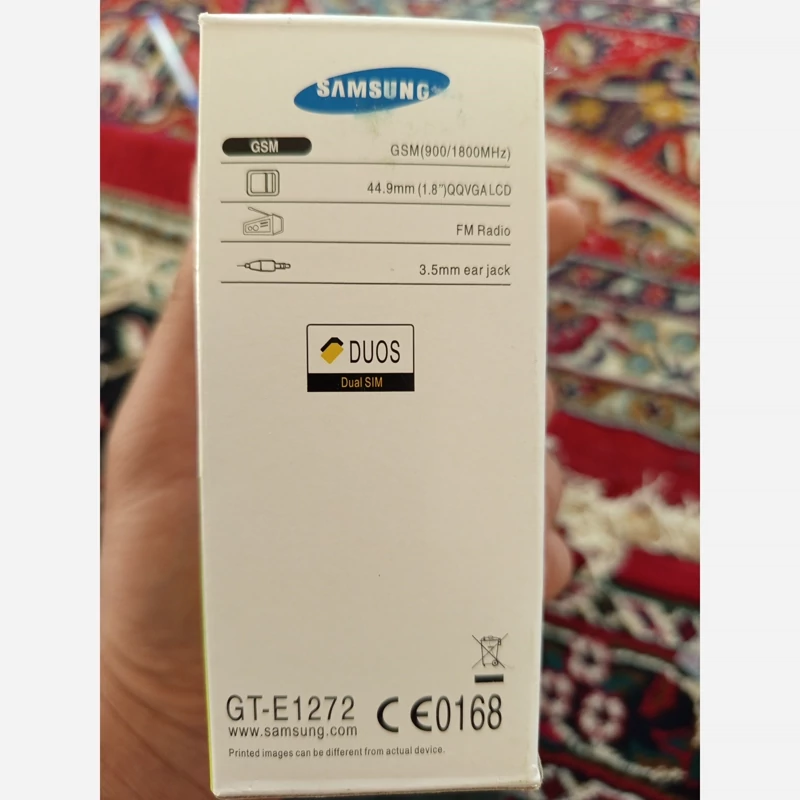 SAMSUNG
GSM GSM(900/1800MHz)
44.9mm (1.8")QQVGA LCD
FM Radio
3.5mm ear jack
DUOS
Dual SIM
GT-E1272 CE0168
www.samsung.com
Printed images can be different from actual device.